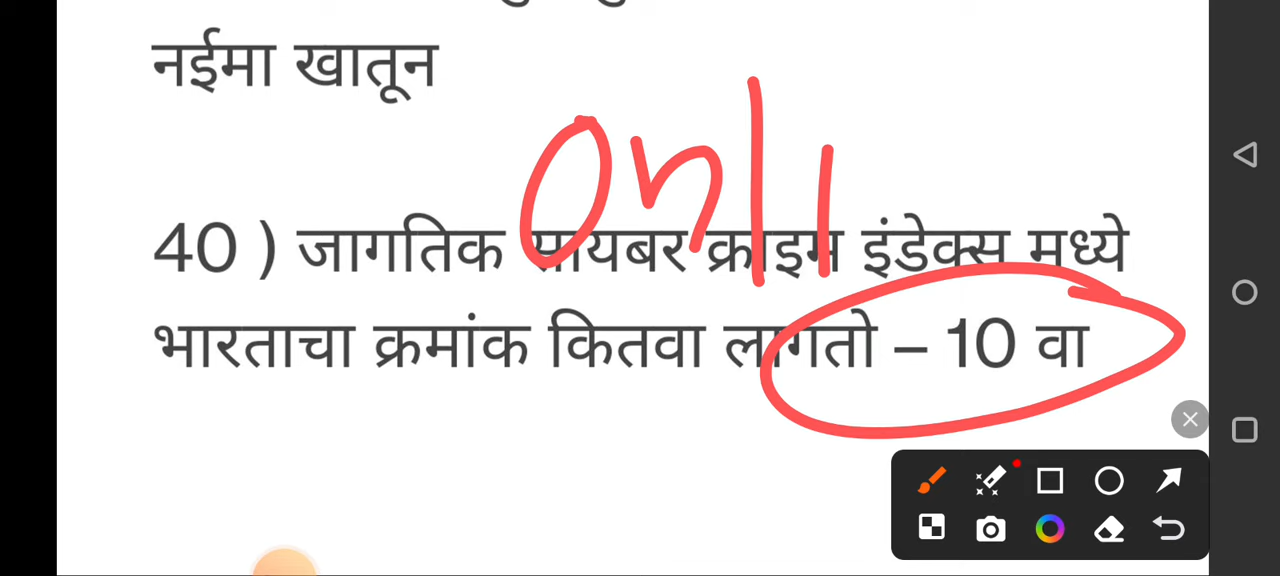 नईमा खातून
onli
40 ) जागतिक सायबर क्राइम इंडेक्स मध्ये
भारताचा क्रमांक कितवा लागतो – 10 वा